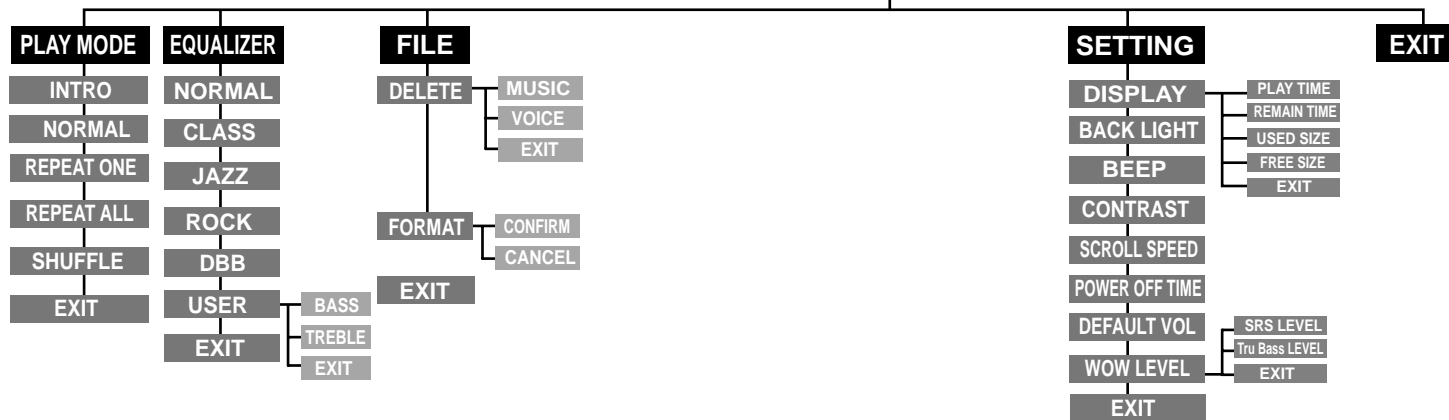 PLAY MODE
INTRO
NORMAL
REPEAT ONE
REPEAT ALL
SHUFFLE
EXIT
EQUALIZER
NORMAL
CLASS
JAZZ
ROCK
DBB
USER
BASS
TREBLE
EXIT
EXIT
FILE
DELETE
MUSIC
VOICE
EXIT
FORMAT
CONFIRM
CANCEL
EXIT
SETTING
DISPLAY
PLAY TIME
REMAIN TIME
USED SIZE
FREE SIZE
EXIT
BACK LIGHT
BEEP
CONTRAST
SCROLL SPEED
POWER OFF TIME
DEFAULT VOL
WOW LEVEL
SRS LEVEL
Tru Bass LEVEL
EXIT
EXIT
EXIT